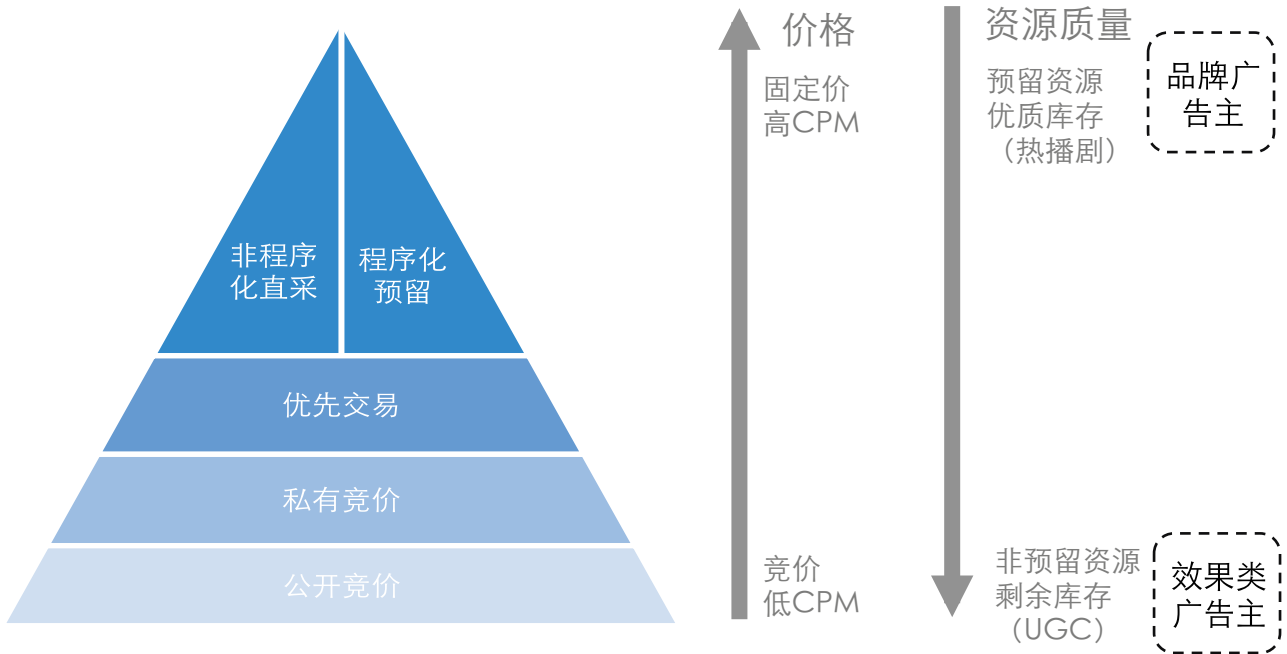 非程序
化直采
程序化
预留
优先交易
私有竞价
公开竞价
价格
固定价
高CPM
竞价
低CPM
资源质量
预留资源
优质库存
（热播剧）
非预留资源
剩余库存
（UGC）
品牌广
告主
效果类
广告主